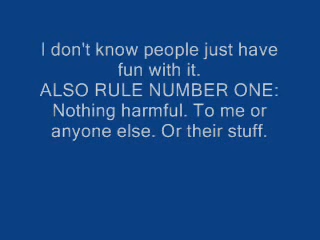 I don't know people just have
fun with it.
ALSO RULE NUMBER ONE:
Nothing harmful. To me or
anyone else. Or their stuff.